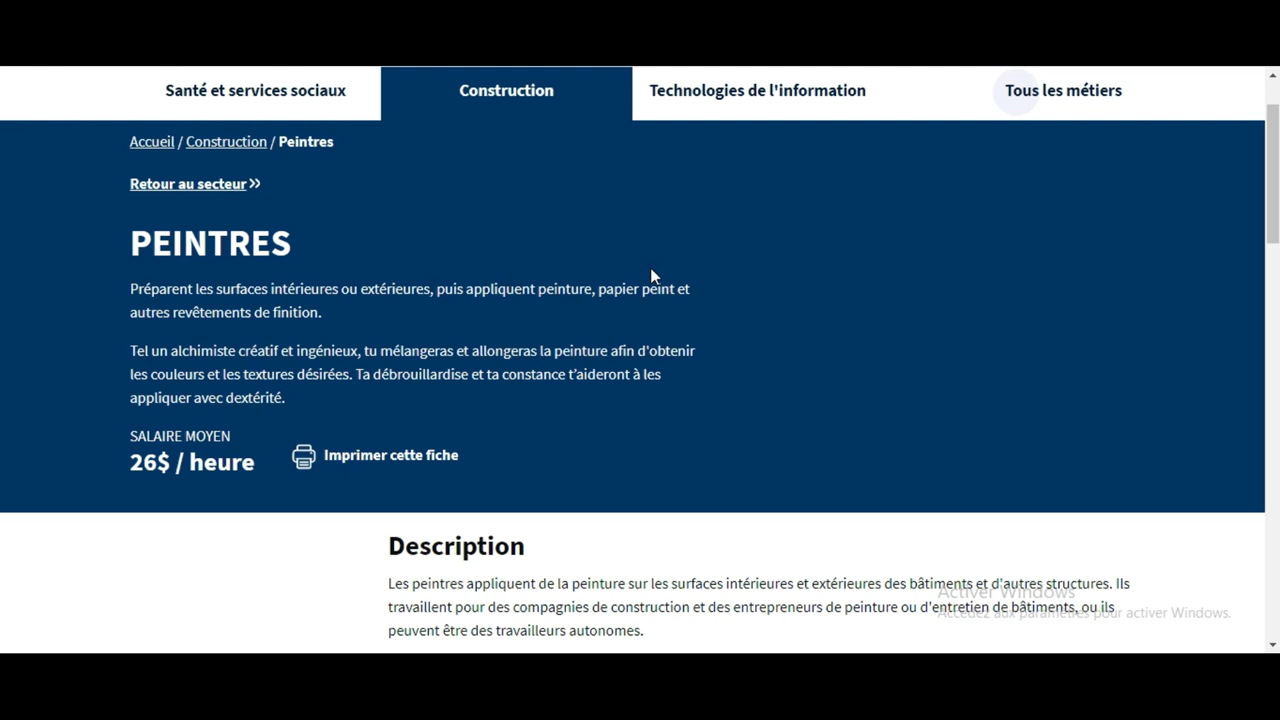 Santé et services sociaux
Construction
Technologies de l'information
Tous les métiers
Accueil / Construction / Peintres
Retour au secteur »
PEINTRES
Préparent les surfaces intérieures ou extérieures, puis appliquent peinture, papier peint et
autres revêtements de finition.
Tel un alchimiste créatif et ingénieux, tu mélangeras et allongeras la peinture afin d'obtenir
les couleurs et les textures désirées. Ta débrouillardise et ta constance t’aideront à les
appliquer avec dextérité.
SALAIRE MOYEN
26$ / heure
Imprimer cette fiche
Description
Les peintres appliquent de la peinture sur les surfaces intérieures et extérieures des bâtiments et d'autres structures. Ils
travaillent pour des compagnies de construction et des entrepreneurs de peinture ou d'entretien de bâtiments, ou ils
peuvent être des travailleurs autonomes.
Activer Windows
Accédez aux paramètres pour activer Windows.